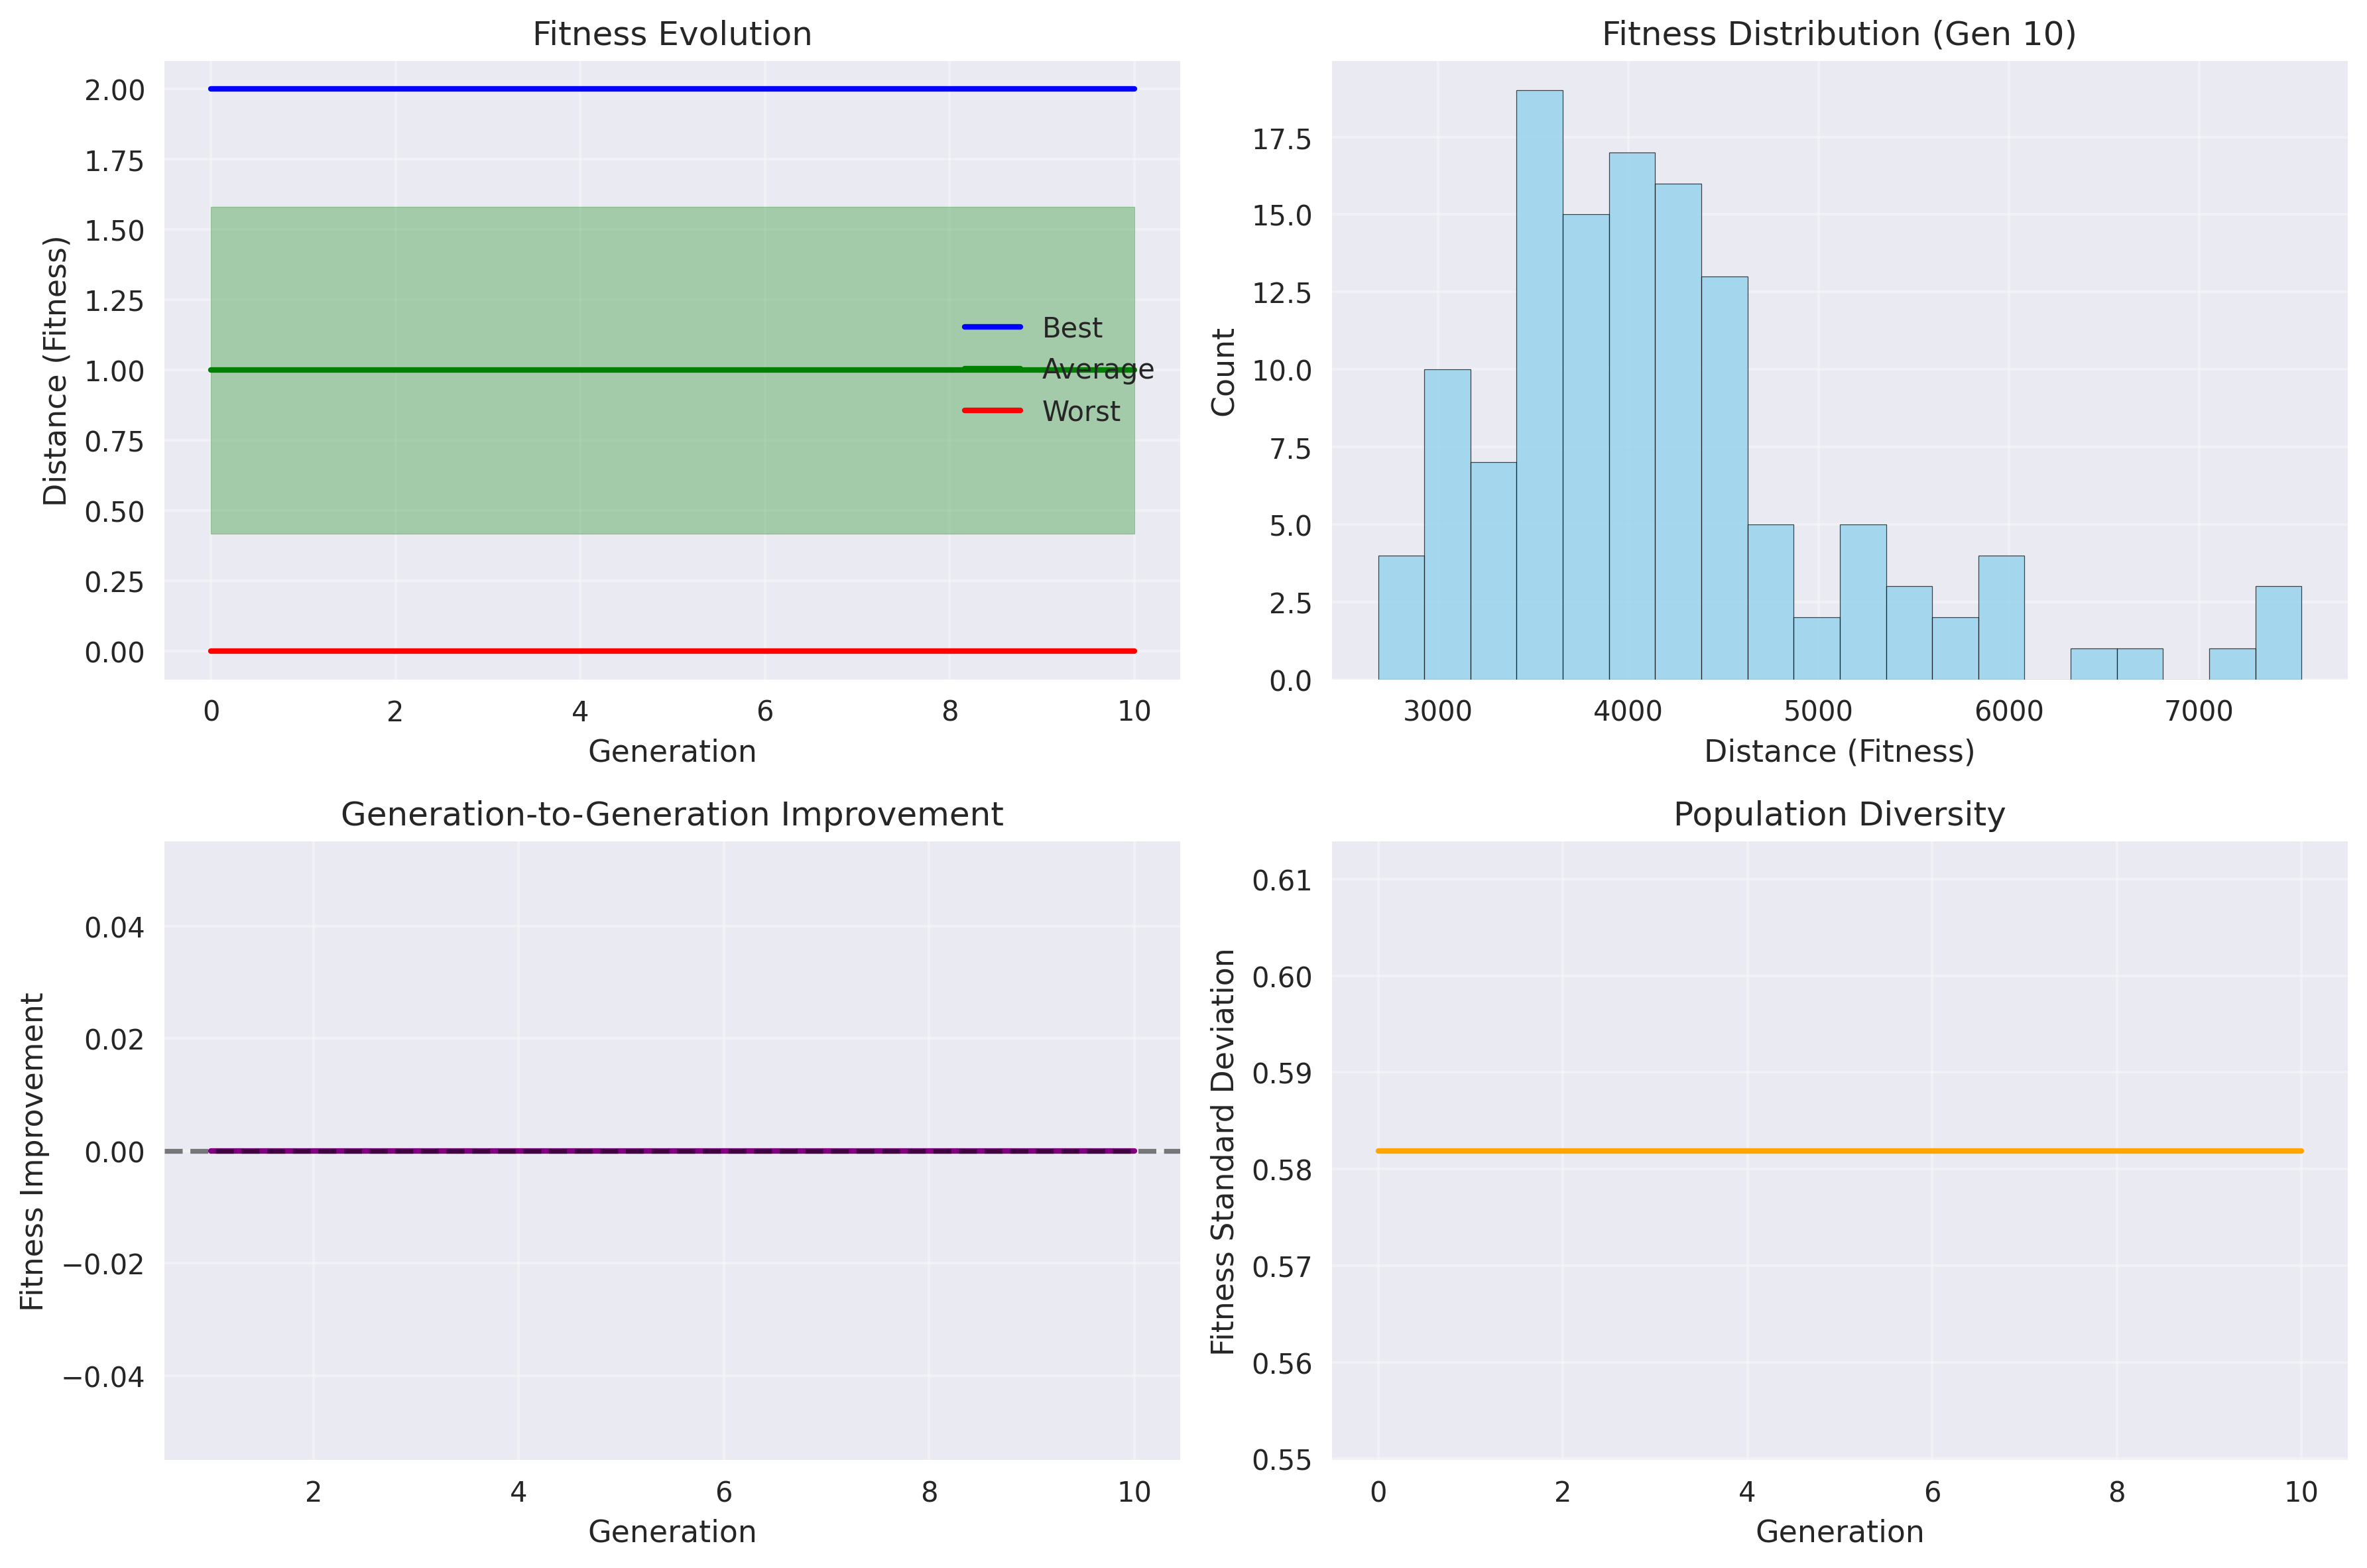 Fitness Evolution
2.00
1.75
1.50
1.25
1.00
0.75
0.50
0.25
0.00
Distance (Fitness)
Best
Average
Worst
0 2 4 6 8 10
Generation
Fitness Distribution (Gen 10)
17.5
15.0
12.5
10.0
7.5
5.0
2.5
0.0
Count
3000 4000 5000 6000 7000
Distance (Fitness)
Generation-to-Generation Improvement
0.04
0.02
0.00
−0.02
−0.04
Fitness Improvement
2 4 6 8 10
Generation
Population Diversity
0.61
0.60
0.59
0.58
0.57
0.56
0.55
Fitness Standard Deviation
0 2 4 6 8 10
Generation